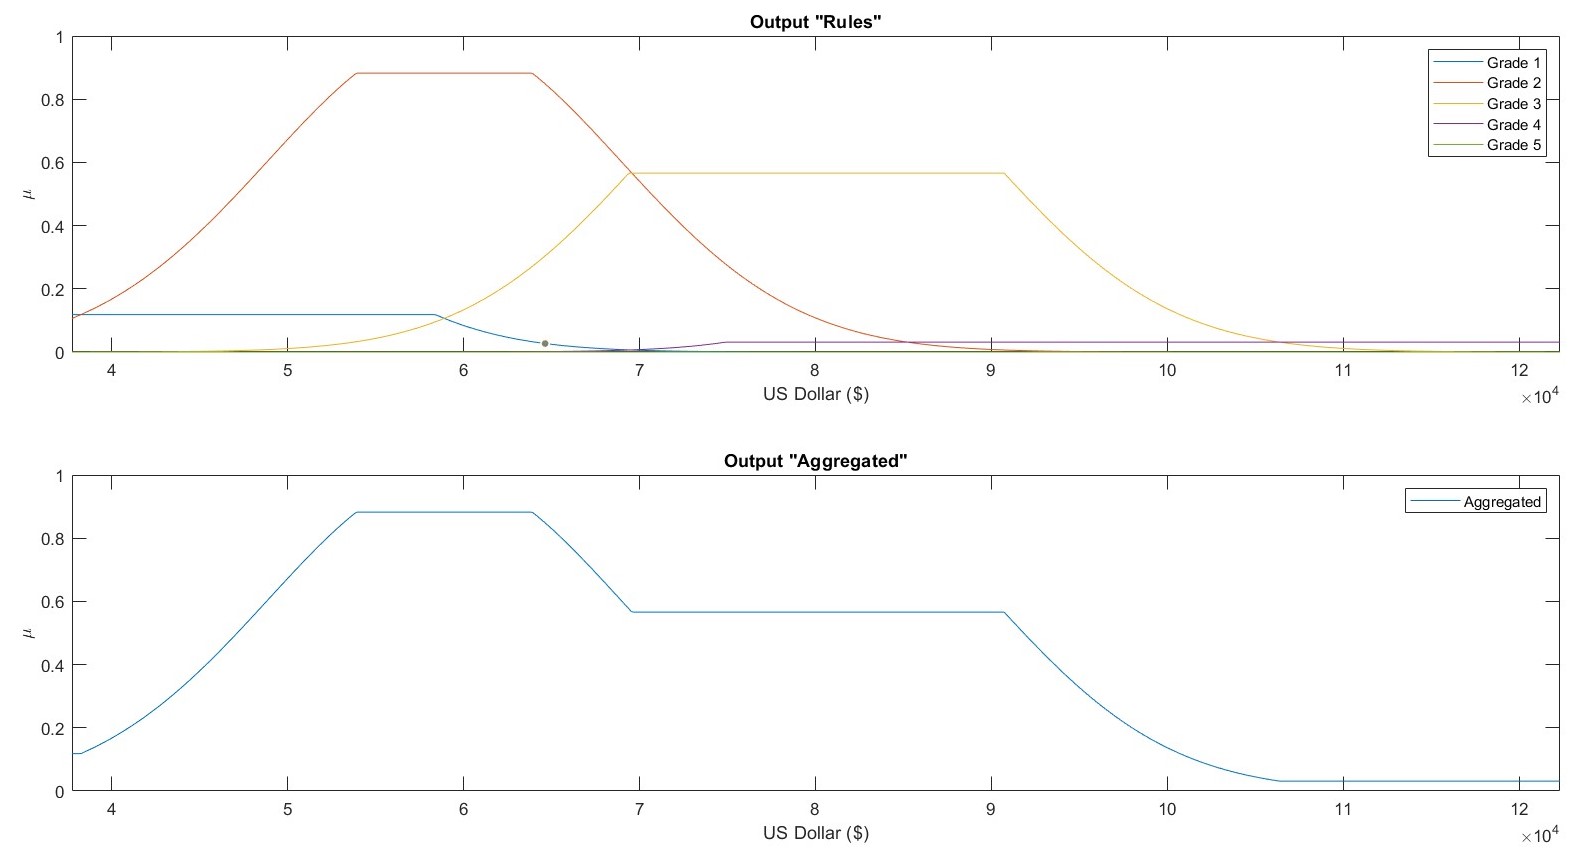 Output "Rules"
1
0.8
0.6
0.4
0.2
0
μ
Grade 1
Grade 2
Grade 3
Grade 4
Grade 5
4 5 6 7 8 9 10 11 12
US Dollar ($)
×10⁴
Output "Aggregated"
1
0.8
0.6
0.4
0.2
0
μ
Aggregated
4 5 6 7 8 9 10 11 12
US Dollar ($)
×10⁴